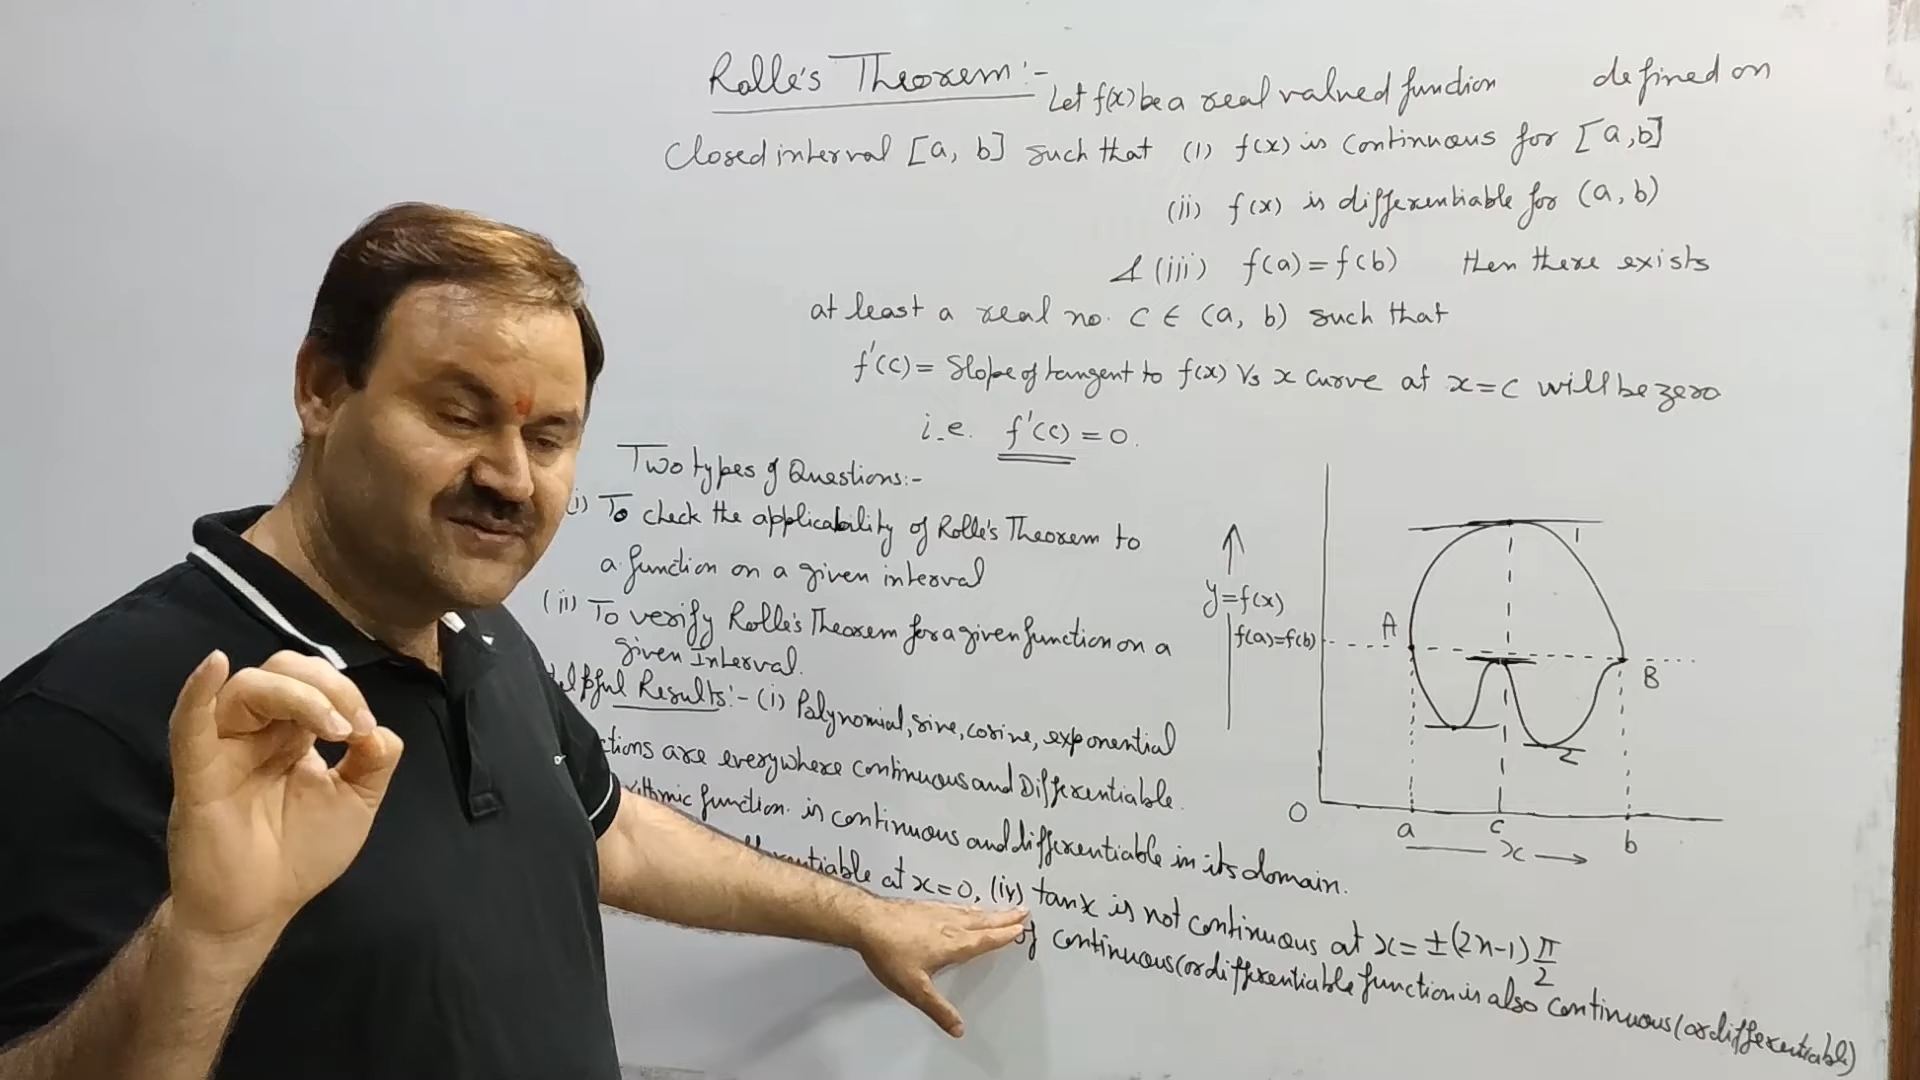 Rolle's Theorem:- Let f(x) be a real valued function defined on
Closed interval [a, b] such that (i) f(x) is continuous for [a, b]
(ii) f(x) is differentiable for (a, b)
& (iii) f(a) = f(b) then there exists
at least a real no. c ∈ (a, b) such that
f'(c) = Slope of tangent to f(x) Vs x curve at x = c will be zero
i.e. f'(c) = 0.
Two types of Questions:-
(i) To check the applicability of Rolle's Theorem to
a function on a given interval
(ii) To verify Rolle's Theorem for a given function on a
given Interval.
Helpful Results:- (i) Polynomial, sine, cosine, exponential
are everywhere continuous and Differentiable.
function is continuous and differentiable in its domain.
at x=0, (iv) tanx is not continuous at x = ±(2n-1) π/2
of continuous (or differentiable function is also continuous (or differentiable)
y = f(x)
f(a)=f(b)
A
B
O
a
c
b
x